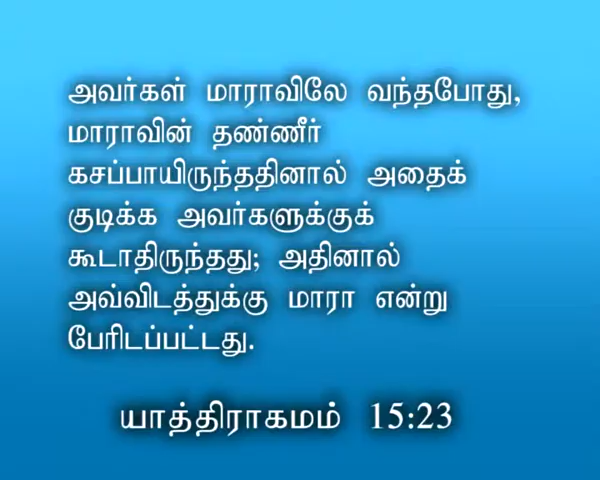 அவர்கள் மாராவிலே வந்தபோது,
மாராவின் தண்ணீர்
கசப்பாயிருந்ததினால் அதைக்
குடிக்க அவர்களுக்குக்
கூடாதிருந்தது; அதினால்
அவ்விடத்துக்கு மாரா என்று
பேரிடப்பட்டது.
யாத்திராகமம் 15:23